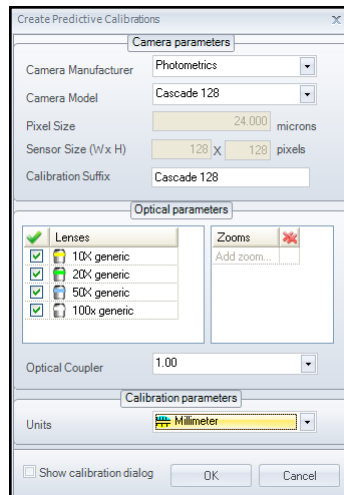 Create Predictive Calibrations
Camera parameters
Camera Manufacturer Photometrics
Camera Model Cascade 128
Pixel Size 24.000 microns
Sensor Size (W x H) 128 X 128 pixels
Calibration Suffix Cascade 128
Optical parameters
Lenses Zooms
10X generic Add zoom...
20X generic
50X generic
100x generic
Optical Coupler 1.00
Calibration parameters
Units Millimeter
Show calibration dialog OK Cancel